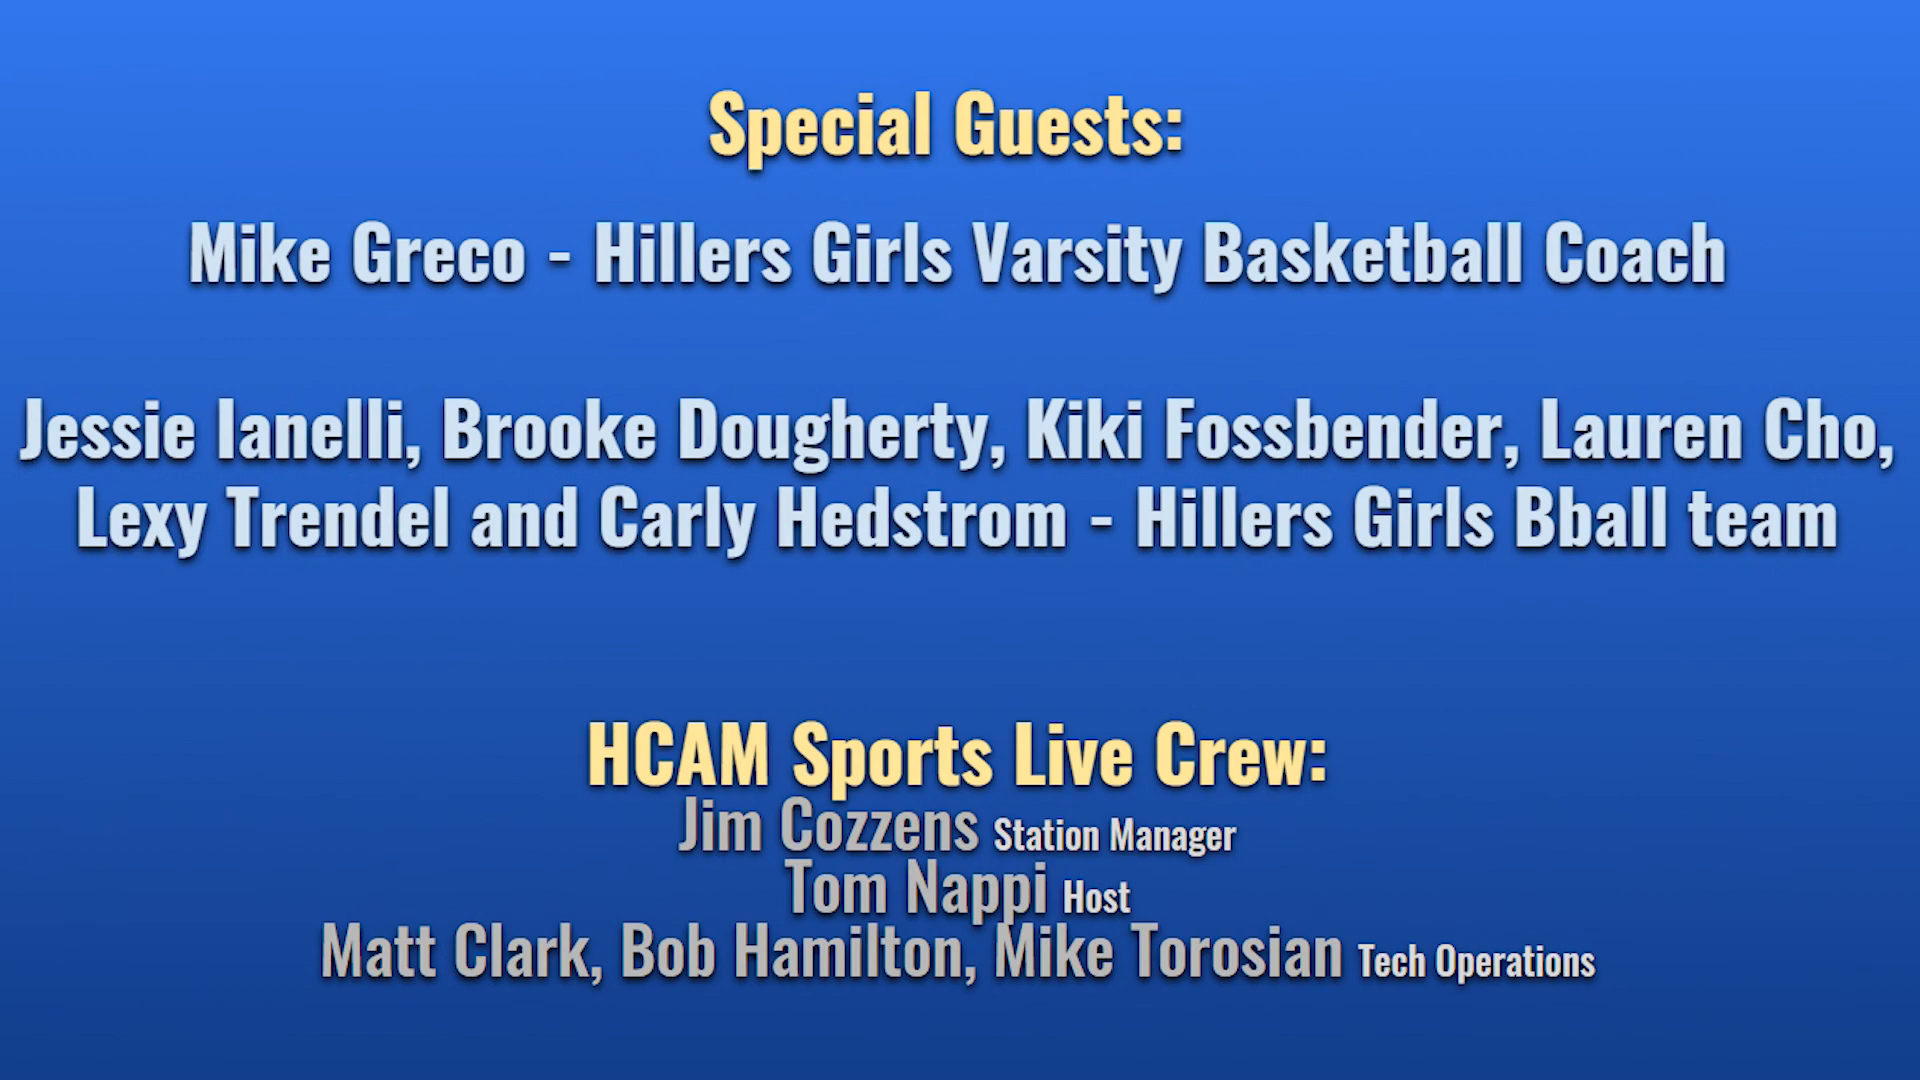 Special Guests:
Mike Greco - Hillers Girls Varsity Basketball Coach
Jessie Ianelli, Brooke Dougherty, Kiki Fossbender, Lauren Cho,
Lexy Trendel and Carly Hedstrom - Hillers Girls Bball team
HCAM Sports Live Crew:
Jim Cozzens Station Manager
Tom Nappi Host
Matt Clark, Bob Hamilton, Mike Torosian Tech Operations